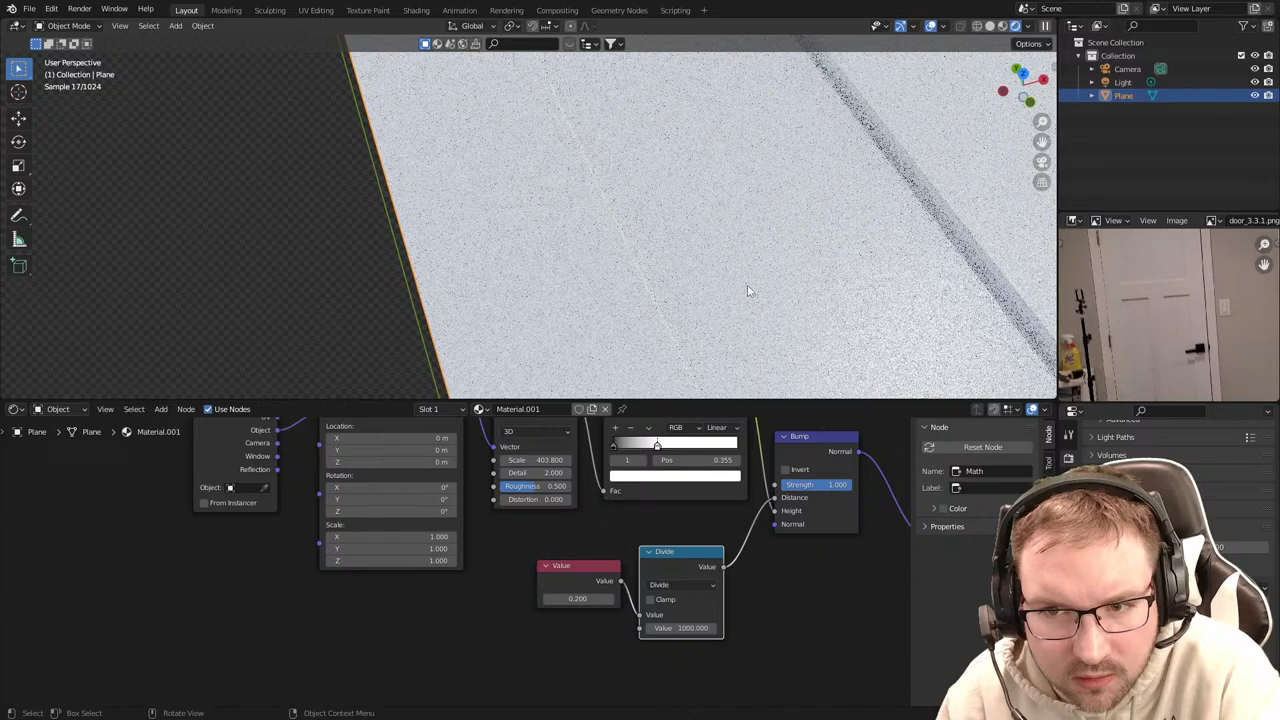 File Edit Render Window Help Layout Modeling Sculpting UV Editing Texture Paint Shading Animation Rendering Compositing Geometry Nodes Scripting + Scene View Layer
Object Mode View Select Add Object Global
Options
User Perspective
(1) Collection | Plane
Sample 17/1024
Scene Collection
Collection
Camera
Light
Plane
View View Image door_3.3.1.png
Object View Select Add Node Use Nodes Slot 1 Material.001
Plane Plane Material.001
Object
Camera
Window
Reflection
Object:
From Instancer
Location:
X 0 m
Y 0 m
Z 0 m
Rotation:
X 0°
Y 0°
Z 0°
Scale:
X 1.000
Y 1.000
Z 1.000
3D
Vector
Scale 403.800
Detail 2.000
Roughness 0.500
Distortion 0.000
+ − RGB Linear
1 Pos 0.355
Fac
Bump
Normal
Invert
Strength 1.000
Distance
Height
Normal
Value
Value
0.200
Divide
Value
Divide
Clamp
Value
Value 1000.000
Node
Reset Node
Name: Math
Label:
Color
Properties
Node
Tool
Light Paths
Volumes
Select Box Select Rotate View Object Context Menu